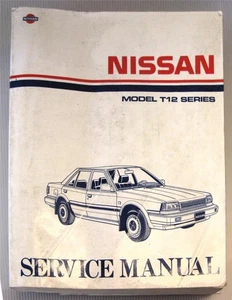 NISSAN
MODEL T12 SERIES
SERVICE MANUAL